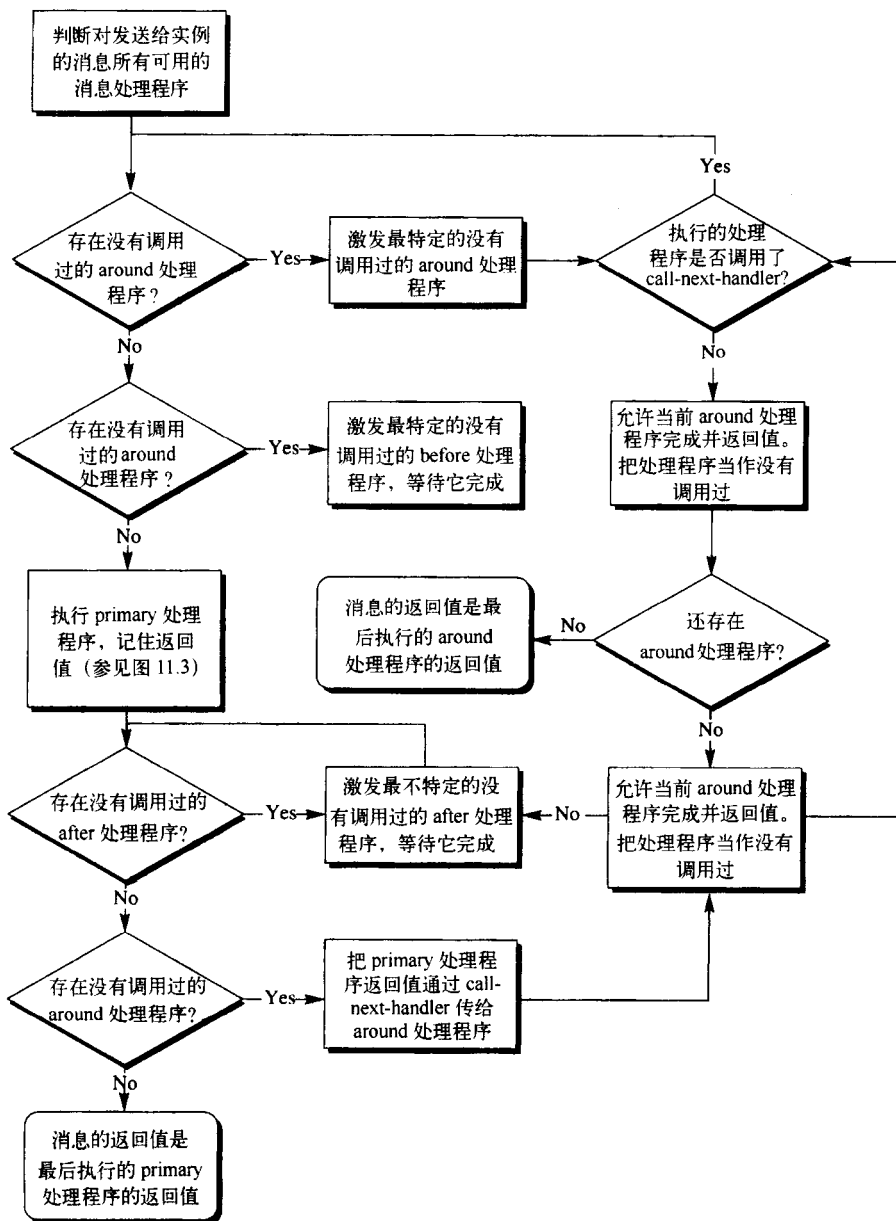 判断对发送给实例
的消息所有可用的
消息处理程序
Yes
存在没有调用
过的 around 处理
程序?
Yes
激发最特定的没有
调用过的 around 处理
程序
执行的处理
程序是否调用了
call-next-handler?
No
No
存在没有调用
过的around
处理程序?
Yes
激发最特定的没有
调用过的 before 处理
程序，等待它完成
允许当前 around 处理
程序完成并返回值。
把处理程序当作没有
调用过
No
执行 primary 处理
程序，记住返回
值（参见图 11.3）
消息的返回值是最
后执行的 around
处理程序的返回值
No
还存在
around 处理程序?
No
存在没有调用过的
after 处理程序?
Yes
激发最不特定的没
有调用过的 after 处理
程序，等待它完成
No
允许当前 around 处理
程序完成并返回值。
把处理程序当作没有
调用过
No
存在没有调用过的
around 处理程序?
Yes
把 primary 处理程
序返回值通过 call-
next-handler 传给
around 处理程序
No
消息的返回值是
最后执行的 primary
处理程序的返回值